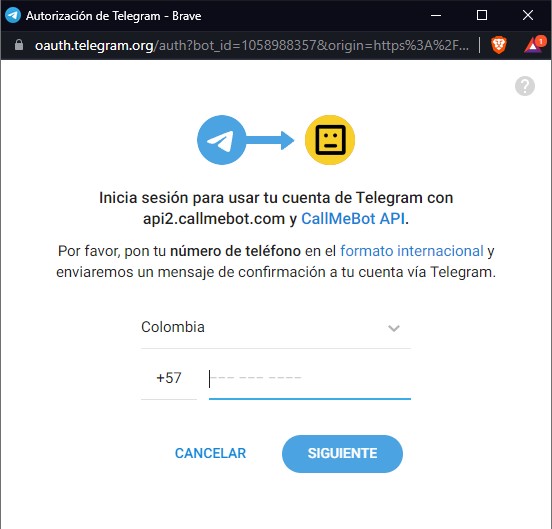 Autorización de Telegram - Brave
oauth.telegram.org/auth?bot_id=1058988357&origin=https%3A%2F...
1
?
Inicia sesión para usar tu cuenta de Telegram con
api2.callmebot.com y CallMeBot API.
Por favor, pon tu número de teléfono en el formato internacional y
enviaremos un mensaje de confirmación a tu cuenta vía Telegram.
Colombia
+57 --- --- ----
CANCELAR SIGUIENTE